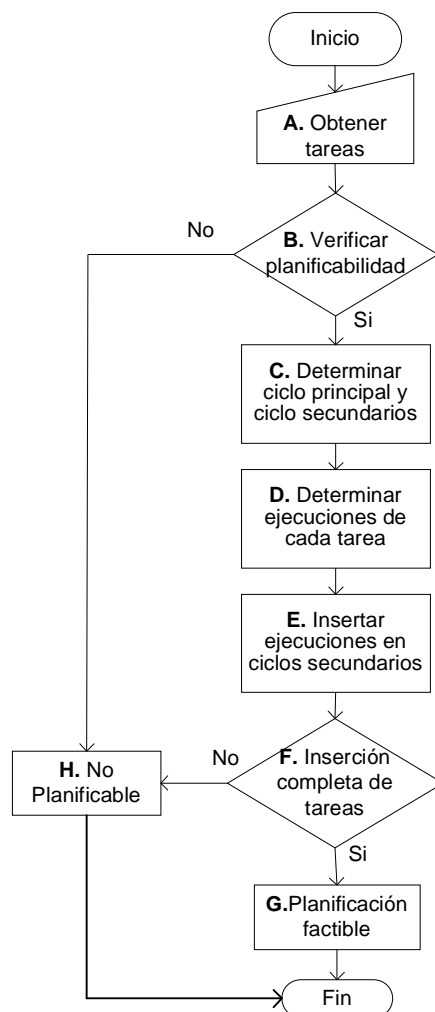 Inicio
A. Obtener
tareas
No
B. Verificar
planificabilidad
Si
C. Determinar
ciclo principal y
ciclo secundarios
D. Determinar
ejecuciones de
cada tarea
E. Insertar
ejecuciones en
ciclos secundarios
No
F. Inserción
completa de
tareas
H. No
Planificable
Si
G.Planificación
factible
Fin